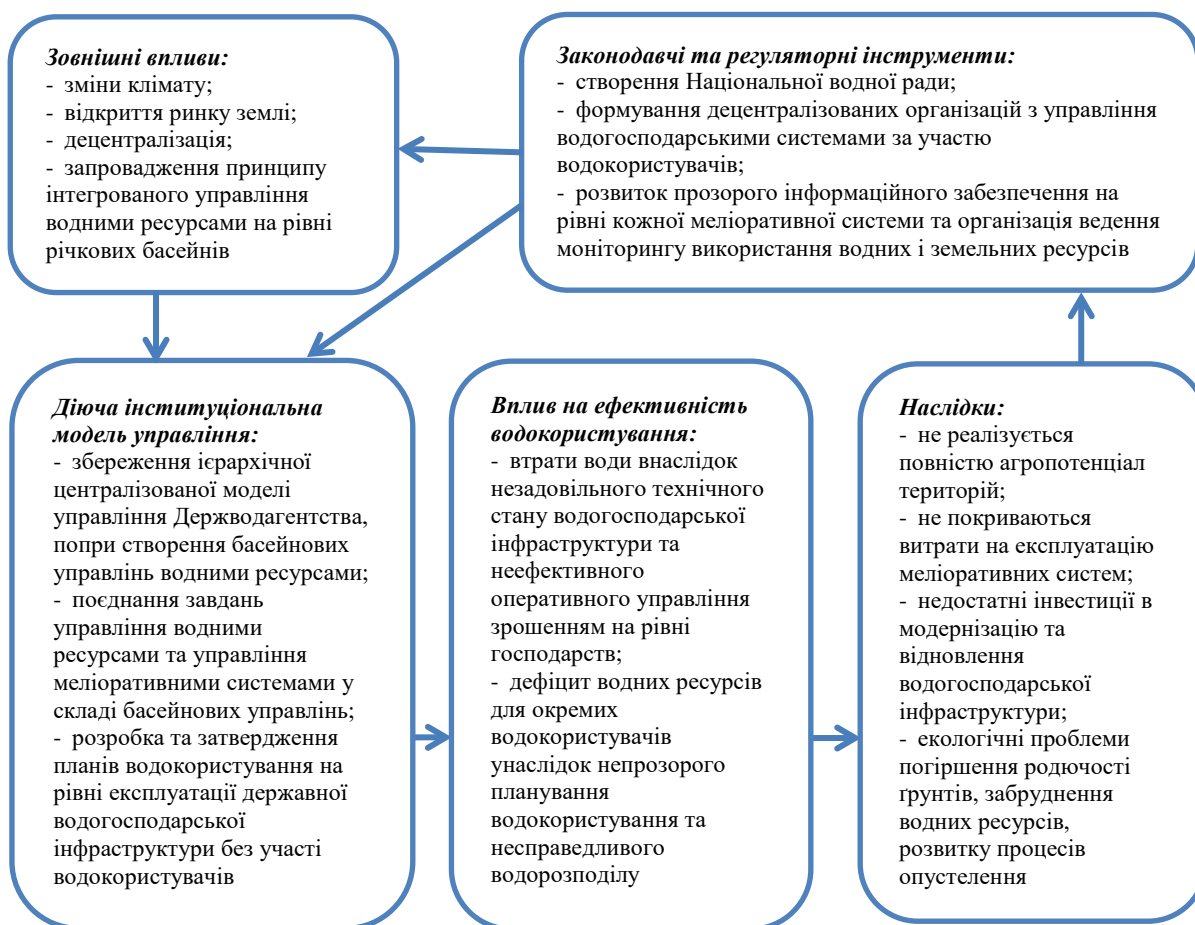 Зовнішні впливи:
- зміни клімату;
- відкриття ринку землі;
- децентралізація;
- запровадження принципу
інтегрованого управління
водними ресурсами на рівні
річкових басейнів
Законодавчі та регуляторні інструменти:
- створення Національної водної ради;
- формування децентралізованих організацій з управління
водогосподарськими системами за участю
водокористувачів;
- розвиток прозорого інформаційного забезпечення на
рівні кожної меліоративної системи та організація ведення
моніторингу використання водних і земельних ресурсів
Діюча інституціональна
модель управління:
- збереження ієрархічної
централізованої моделі
управління Держводагентства,
попри створення басейнових
управлінь водними ресурсами;
- поєднання завдань
управління водними
ресурсами та управління
меліоративними системами у
складі басейнових управлінь;
- розробка та затвердження
планів водокористування на
рівні експлуатації державної
водогосподарської
інфраструктури без участі
водокористувачів
Вплив на ефективність
водокористування:
- втрати води внаслідок
незадовільного технічного
стану водогосподарської
інфраструктури та
неефективного
оперативного управління
зрошенням на рівні
господарств;
- дефіцит водних ресурсів
для окремих
водокористувачів
унаслідок непрозорого
планування
водокористування та
несправедливого
водорозподілу
Наслідки:
- не реалізується
повністю агропотенціал
територій;
- не покриваються
витрати на експлуатацію
меліоративних систем;
- недостатні інвестиції в
модернізацію та
відновлення
водогосподарської
інфраструктури;
- екологічні проблеми
погіршення родючості
ґрунтів, забруднення
водних ресурсів,
розвитку процесів
опустелення